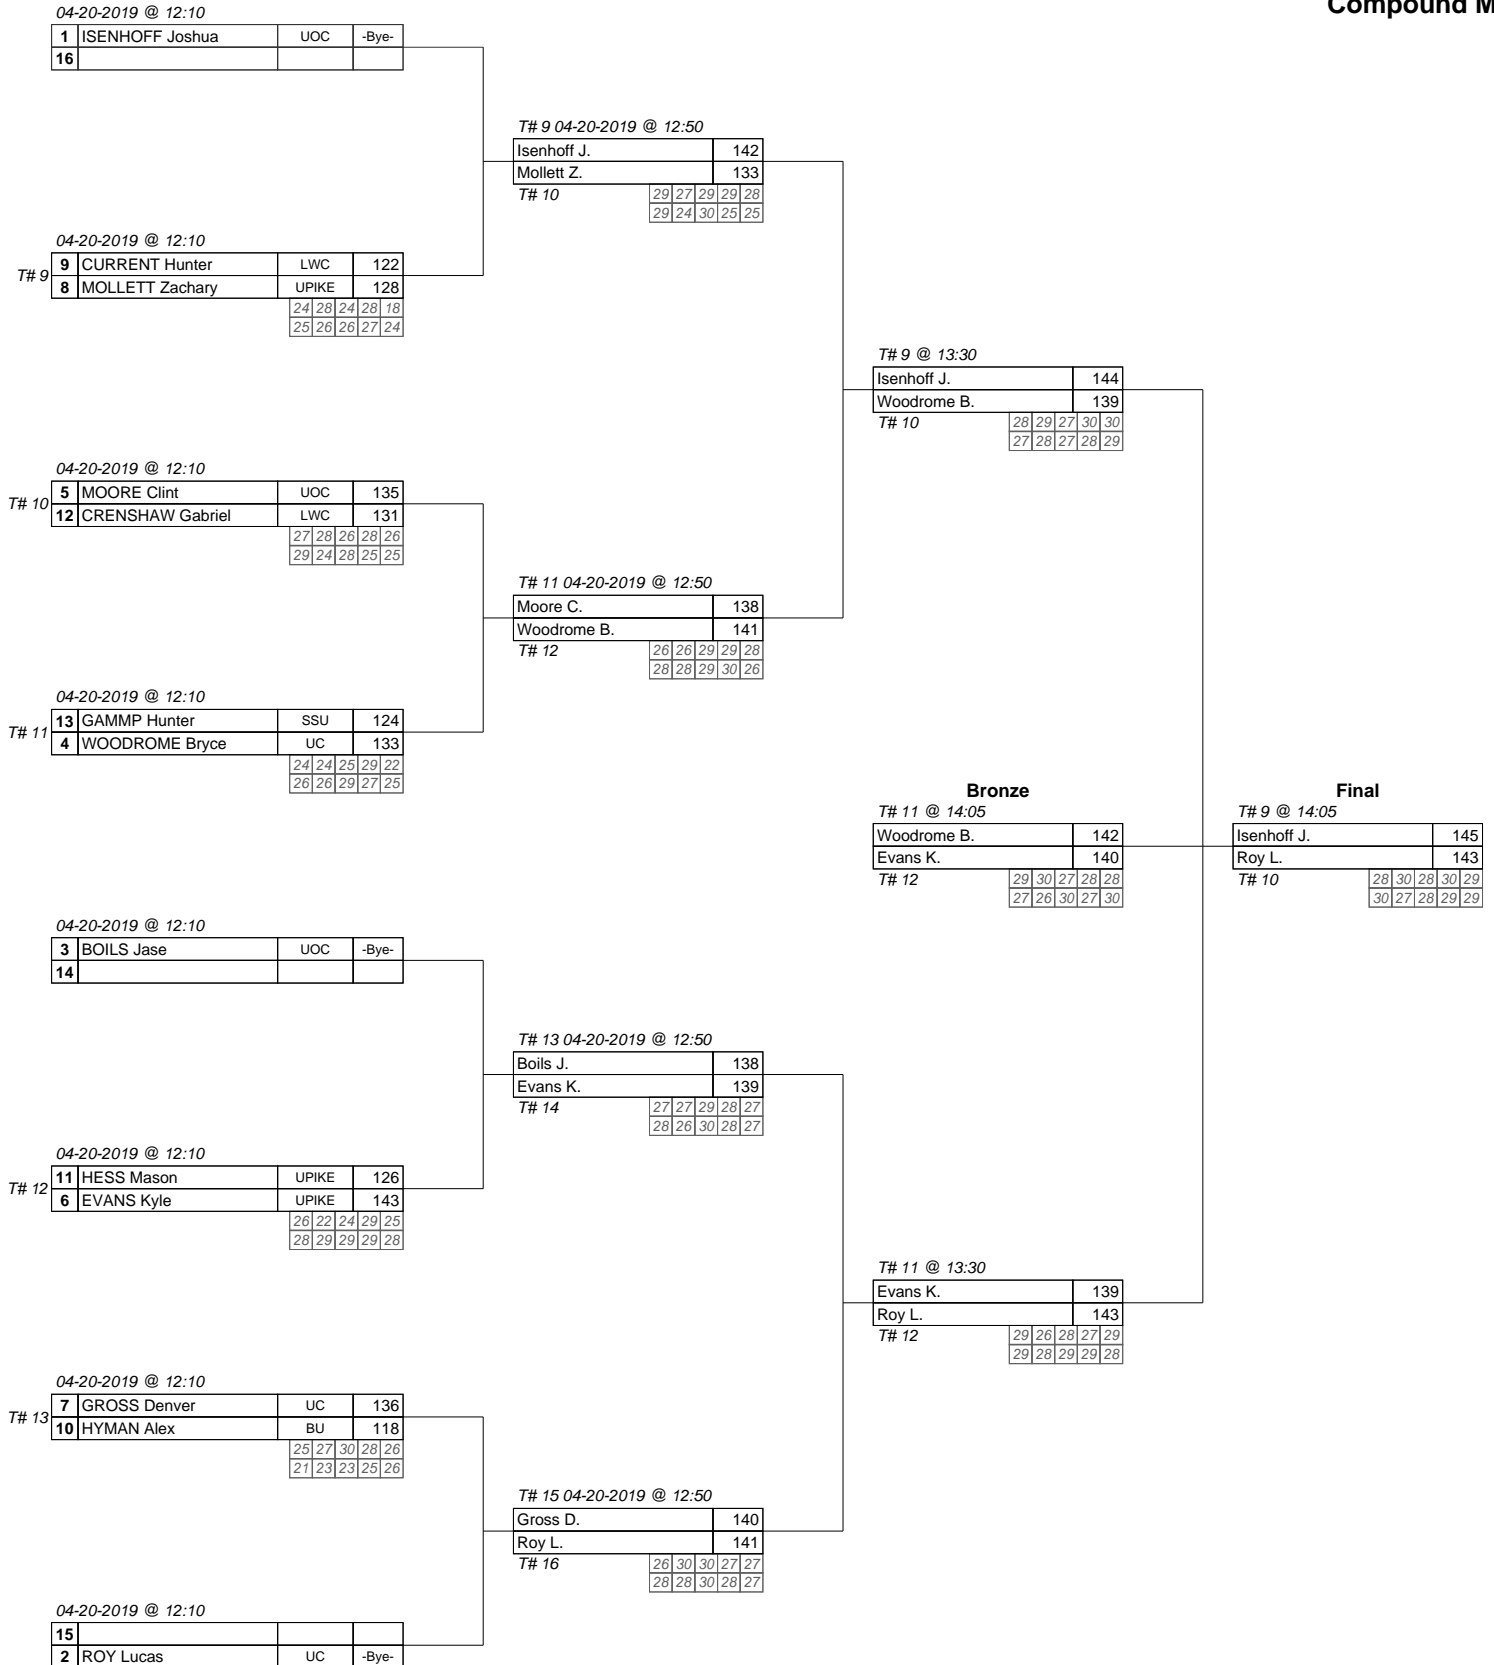 Compound M
04-20-2019 @ 12:10
1 ISENHOFF Joshua UOC -Bye-
16
T# 9 04-20-2019 @ 12:50
Isenhoff J. 142
Mollett Z. 133
T# 10 29 27 29 29 28
29 24 30 25 25
04-20-2019 @ 12:10
T# 9
9 CURRENT Hunter LWC 122
8 MOLLETT Zachary UPIKE 128
24 28 24 28 18
25 26 26 27 24
T# 9 @ 13:30
Isenhoff J. 144
Woodrome B. 139
T# 10 28 29 27 30 30
27 28 27 28 29
04-20-2019 @ 12:10
T# 10
5 MOORE Clint UOC 135
12 CRENSHAW Gabriel LWC 131
27 28 26 28 26
29 24 28 25 25
T# 11 04-20-2019 @ 12:50
Moore C. 138
Woodrome B. 141
T# 12 26 26 29 29 28
28 28 29 30 26
04-20-2019 @ 12:10
T# 11
13 GAMMP Hunter SSU 124
4 WOODROME Bryce UC 133
24 24 25 29 22
26 26 29 27 25
Bronze
T# 11 @ 14:05
Woodrome B. 142
Evans K. 140
T# 12 29 30 27 28 28
27 26 30 27 30
Final
T# 9 @ 14:05
Isenhoff J. 145
Roy L. 143
T# 10 28 30 28 30 29
30 27 28 29 29
04-20-2019 @ 12:10
3 BOILS Jase UOC -Bye-
14
T# 13 04-20-2019 @ 12:50
Boils J. 138
Evans K. 139
T# 14 27 27 29 28 27
28 26 30 28 27
04-20-2019 @ 12:10
T# 12
11 HESS Mason UPIKE 126
6 EVANS Kyle UPIKE 143
26 22 24 29 25
28 29 29 29 28
T# 11 @ 13:30
Evans K. 139
Roy L. 143
T# 12 29 26 28 27 29
29 28 29 29 28
04-20-2019 @ 12:10
T# 13
7 GROSS Denver UC 136
10 HYMAN Alex BU 118
25 27 30 28 26
21 23 23 25 26
T# 15 04-20-2019 @ 12:50
Gross D. 140
Roy L. 141
T# 16 26 30 30 27 27
28 28 30 28 27
04-20-2019 @ 12:10
15
2 ROY Lucas UC -Bye-